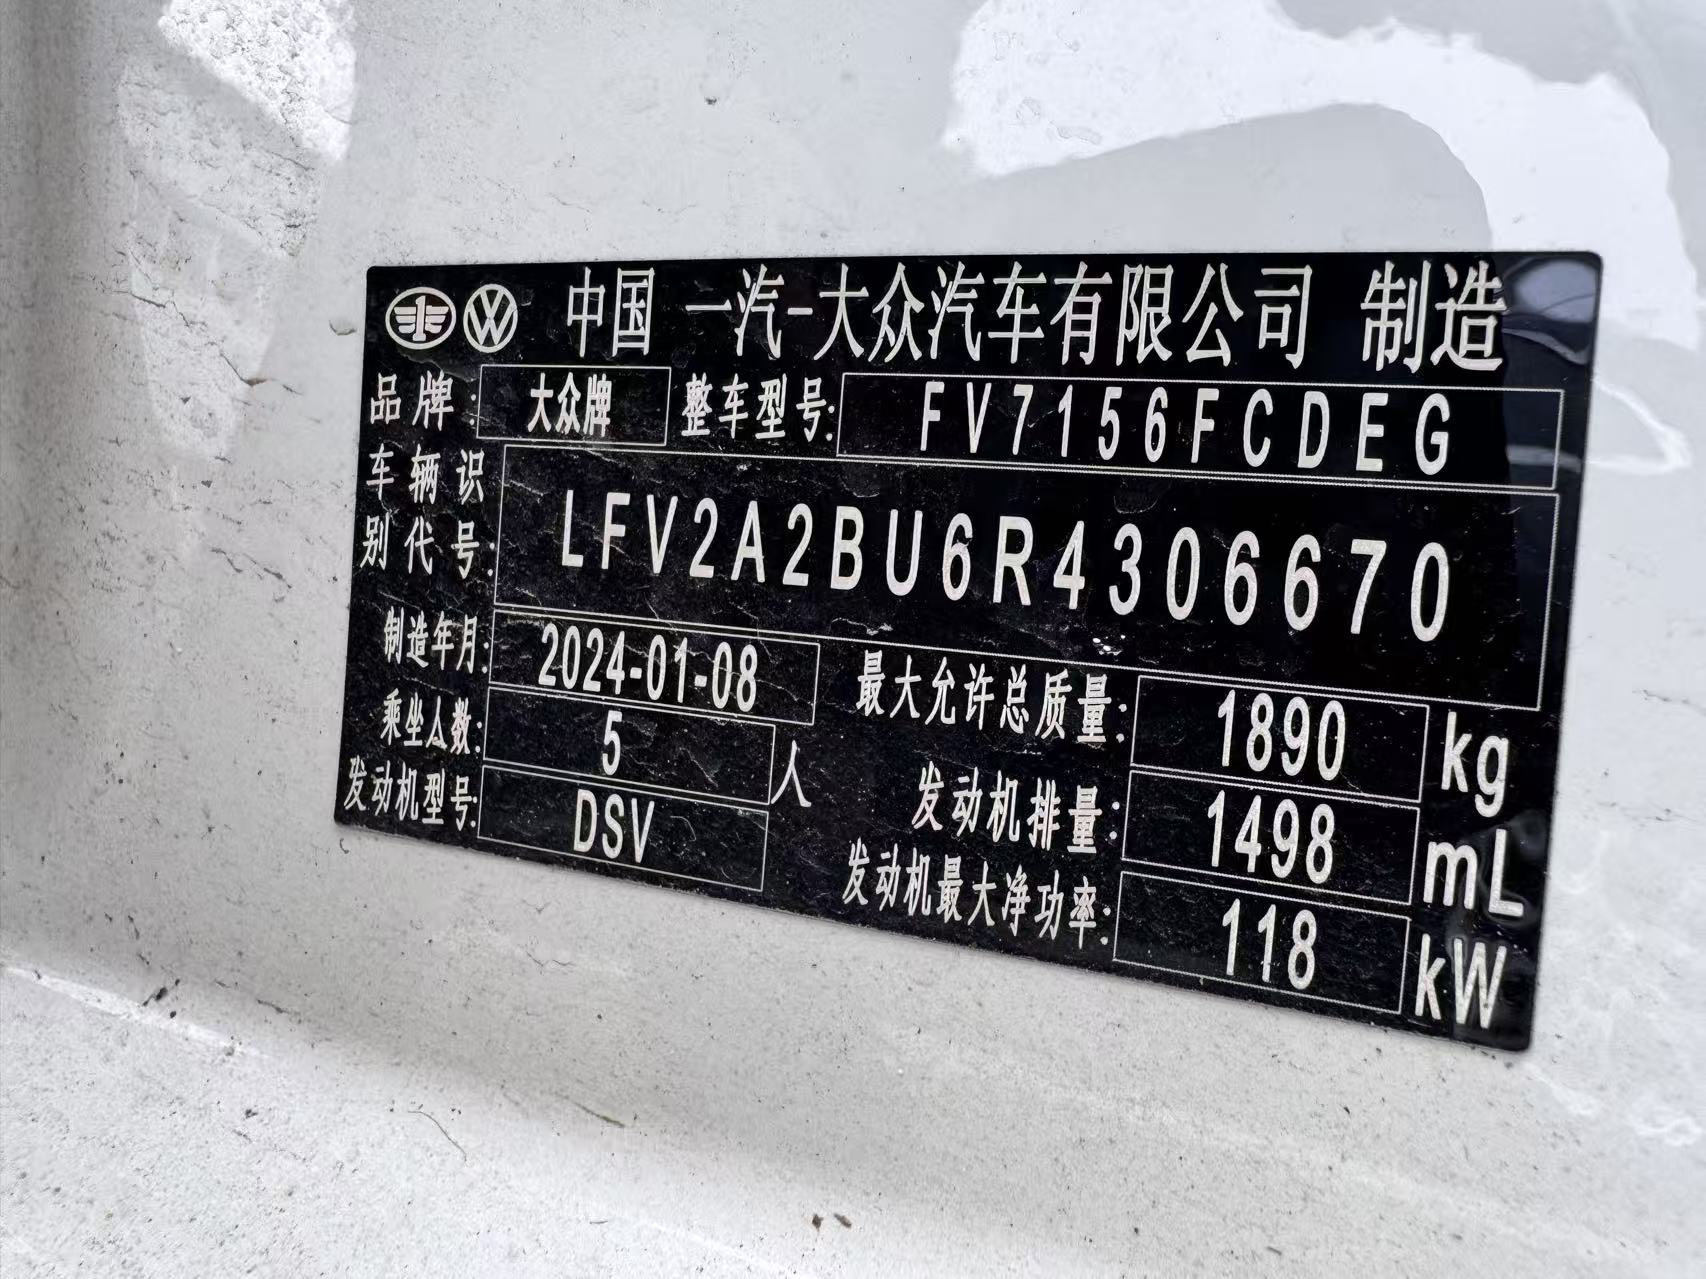 中国 一汽-大众汽车有限公司 制造
品牌: 大众牌 整车型号: FV7156FCDEG
车辆识别代号: LFV2A2BU6R4306670
制造年月: 2024-01-08 最大允许总质量: 1890 kg
乘坐人数: 5 人 发动机排量: 1498 mL
发动机型号: DSV 发动机最大净功率: 118 kW